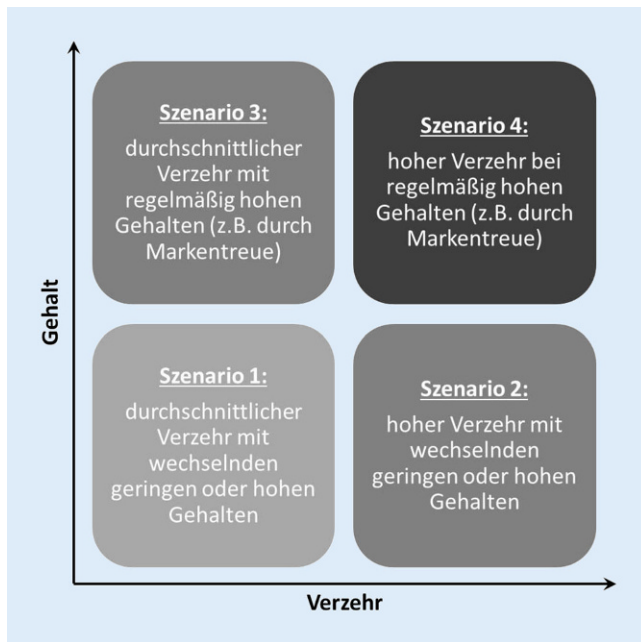 Gehalt
Szenario 3:
durchschnittlicher
Verzehr mit
regelmäßig hohen
Gehalten (z.B. durch
Markentreue)
Szenario 4:
hoher Verzehr bei
regelmäßig hohen
Gehalten (z.B. durch
Markentreue)
Szenario 1:
durchschnittlicher
Verzehr mit
wechselnden
geringen oder hohen
Gehalten
Szenario 2:
hoher Verzehr mit
wechselnden
geringen oder hohen
Gehalten
Verzehr